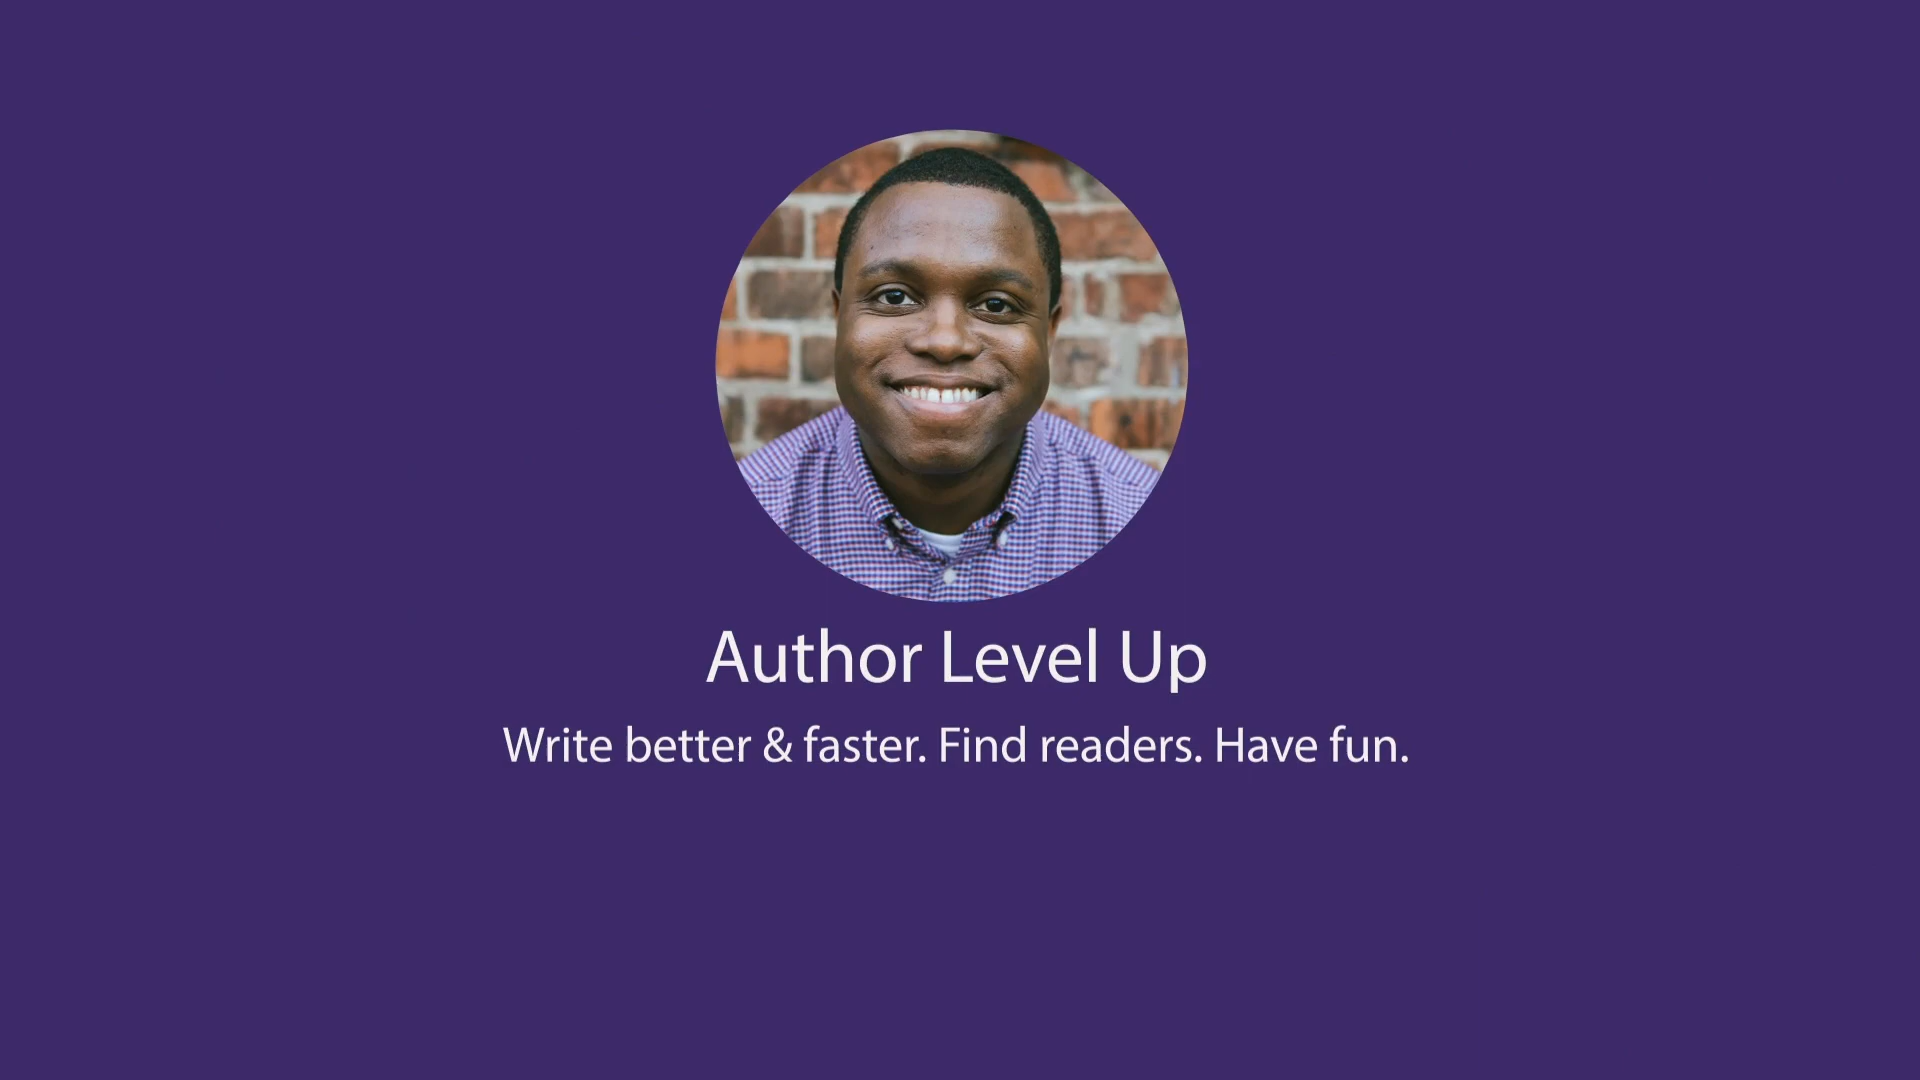 Author Level Up
Write better & faster. Find readers. Have fun.